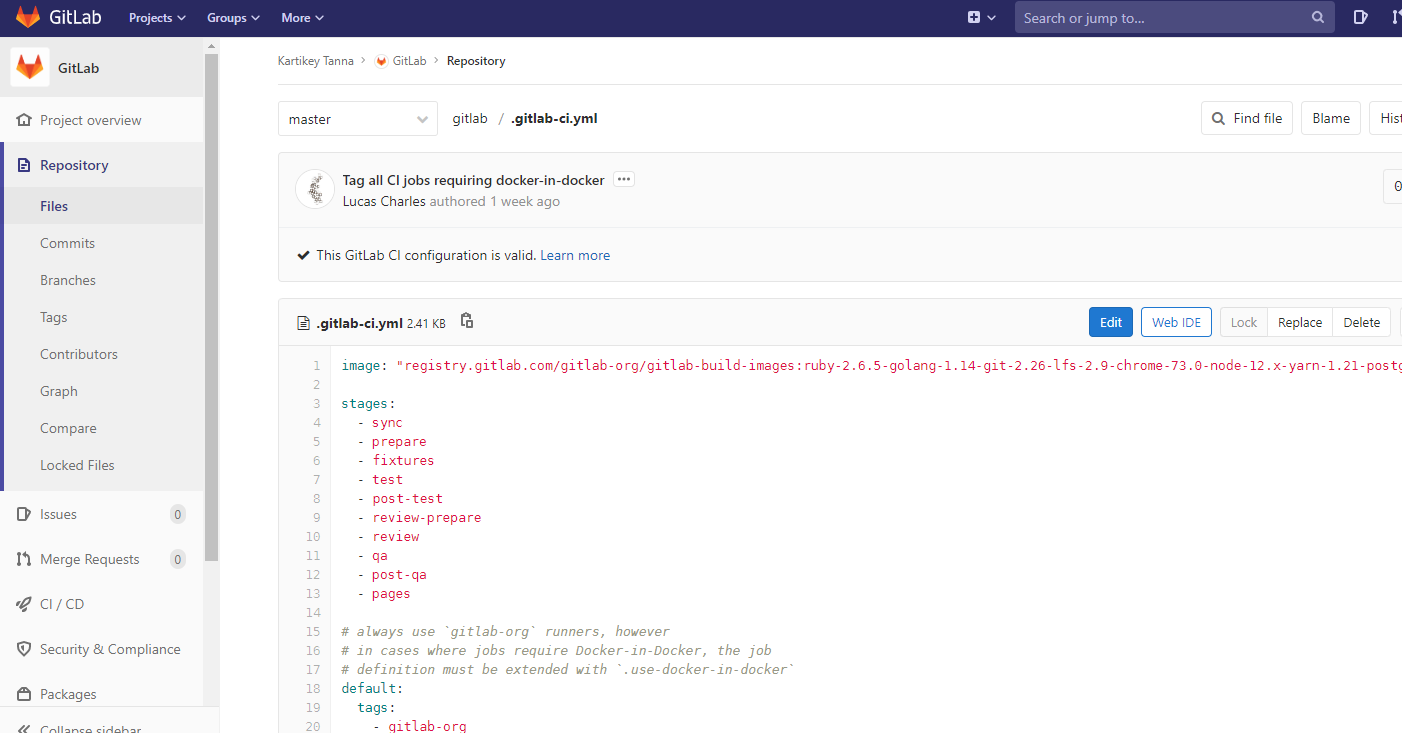 GitLab Projects Groups More Search or jump to...
GitLab
Project overview
Repository
Files
Commits
Branches
Tags
Contributors
Graph
Compare
Locked Files
Issues 0
Merge Requests 0
CI / CD
Security & Compliance
Packages
Collapse sidebar
Kartikey Tanna > GitLab > Repository
master gitlab / .gitlab-ci.yml Find file Blame Hist
Tag all CI jobs requiring docker-in-docker ...
Lucas Charles authored 1 week ago
0
This GitLab CI configuration is valid. Learn more
.gitlab-ci.yml 2.41 KB Edit Web IDE Lock Replace Delete
1 image: "registry.gitlab.com/gitlab-org/gitlab-build-images:ruby-2.6.5-golang-1.14-git-2.26-lfs-2.9-chrome-73.0-node-12.x-yarn-1.21-postg
2
3 stages:
4   - sync
5   - prepare
6   - fixtures
7   - test
8   - post-test
9   - review-prepare
10   - review
11   - qa
12   - post-qa
13   - pages
14
15 # always use `gitlab-org` runners, however
16 # in cases where jobs require Docker-in-Docker, the job
17 # definition must be extended with `.use-docker-in-docker`
18 default:
19   tags:
20     - gitlab-org